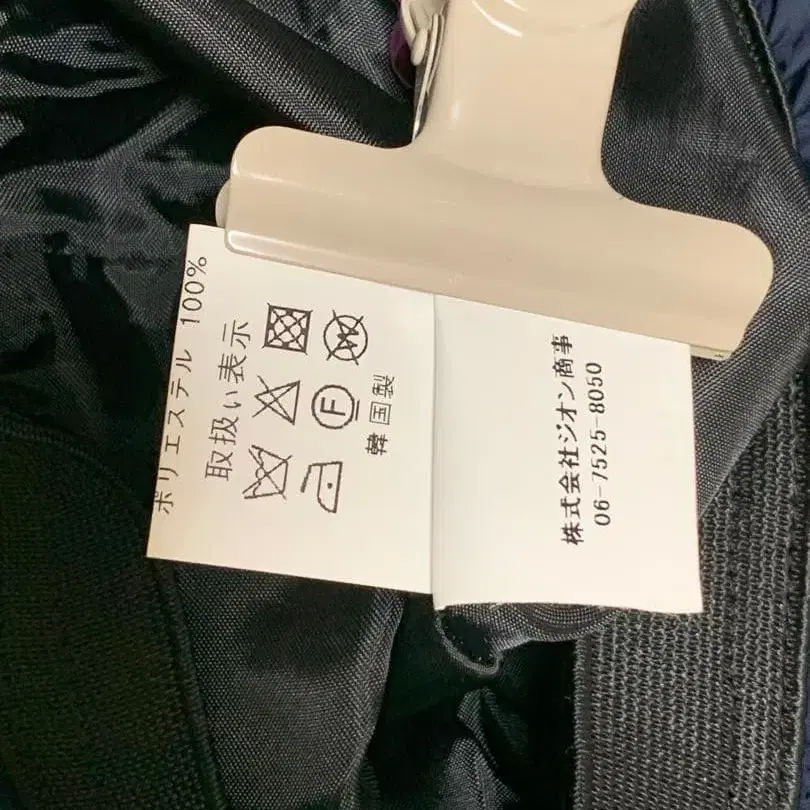 ポリエステル 100%
取扱い表示
W
F
韓国製
株式会社ジオン商事
06-7525-8050